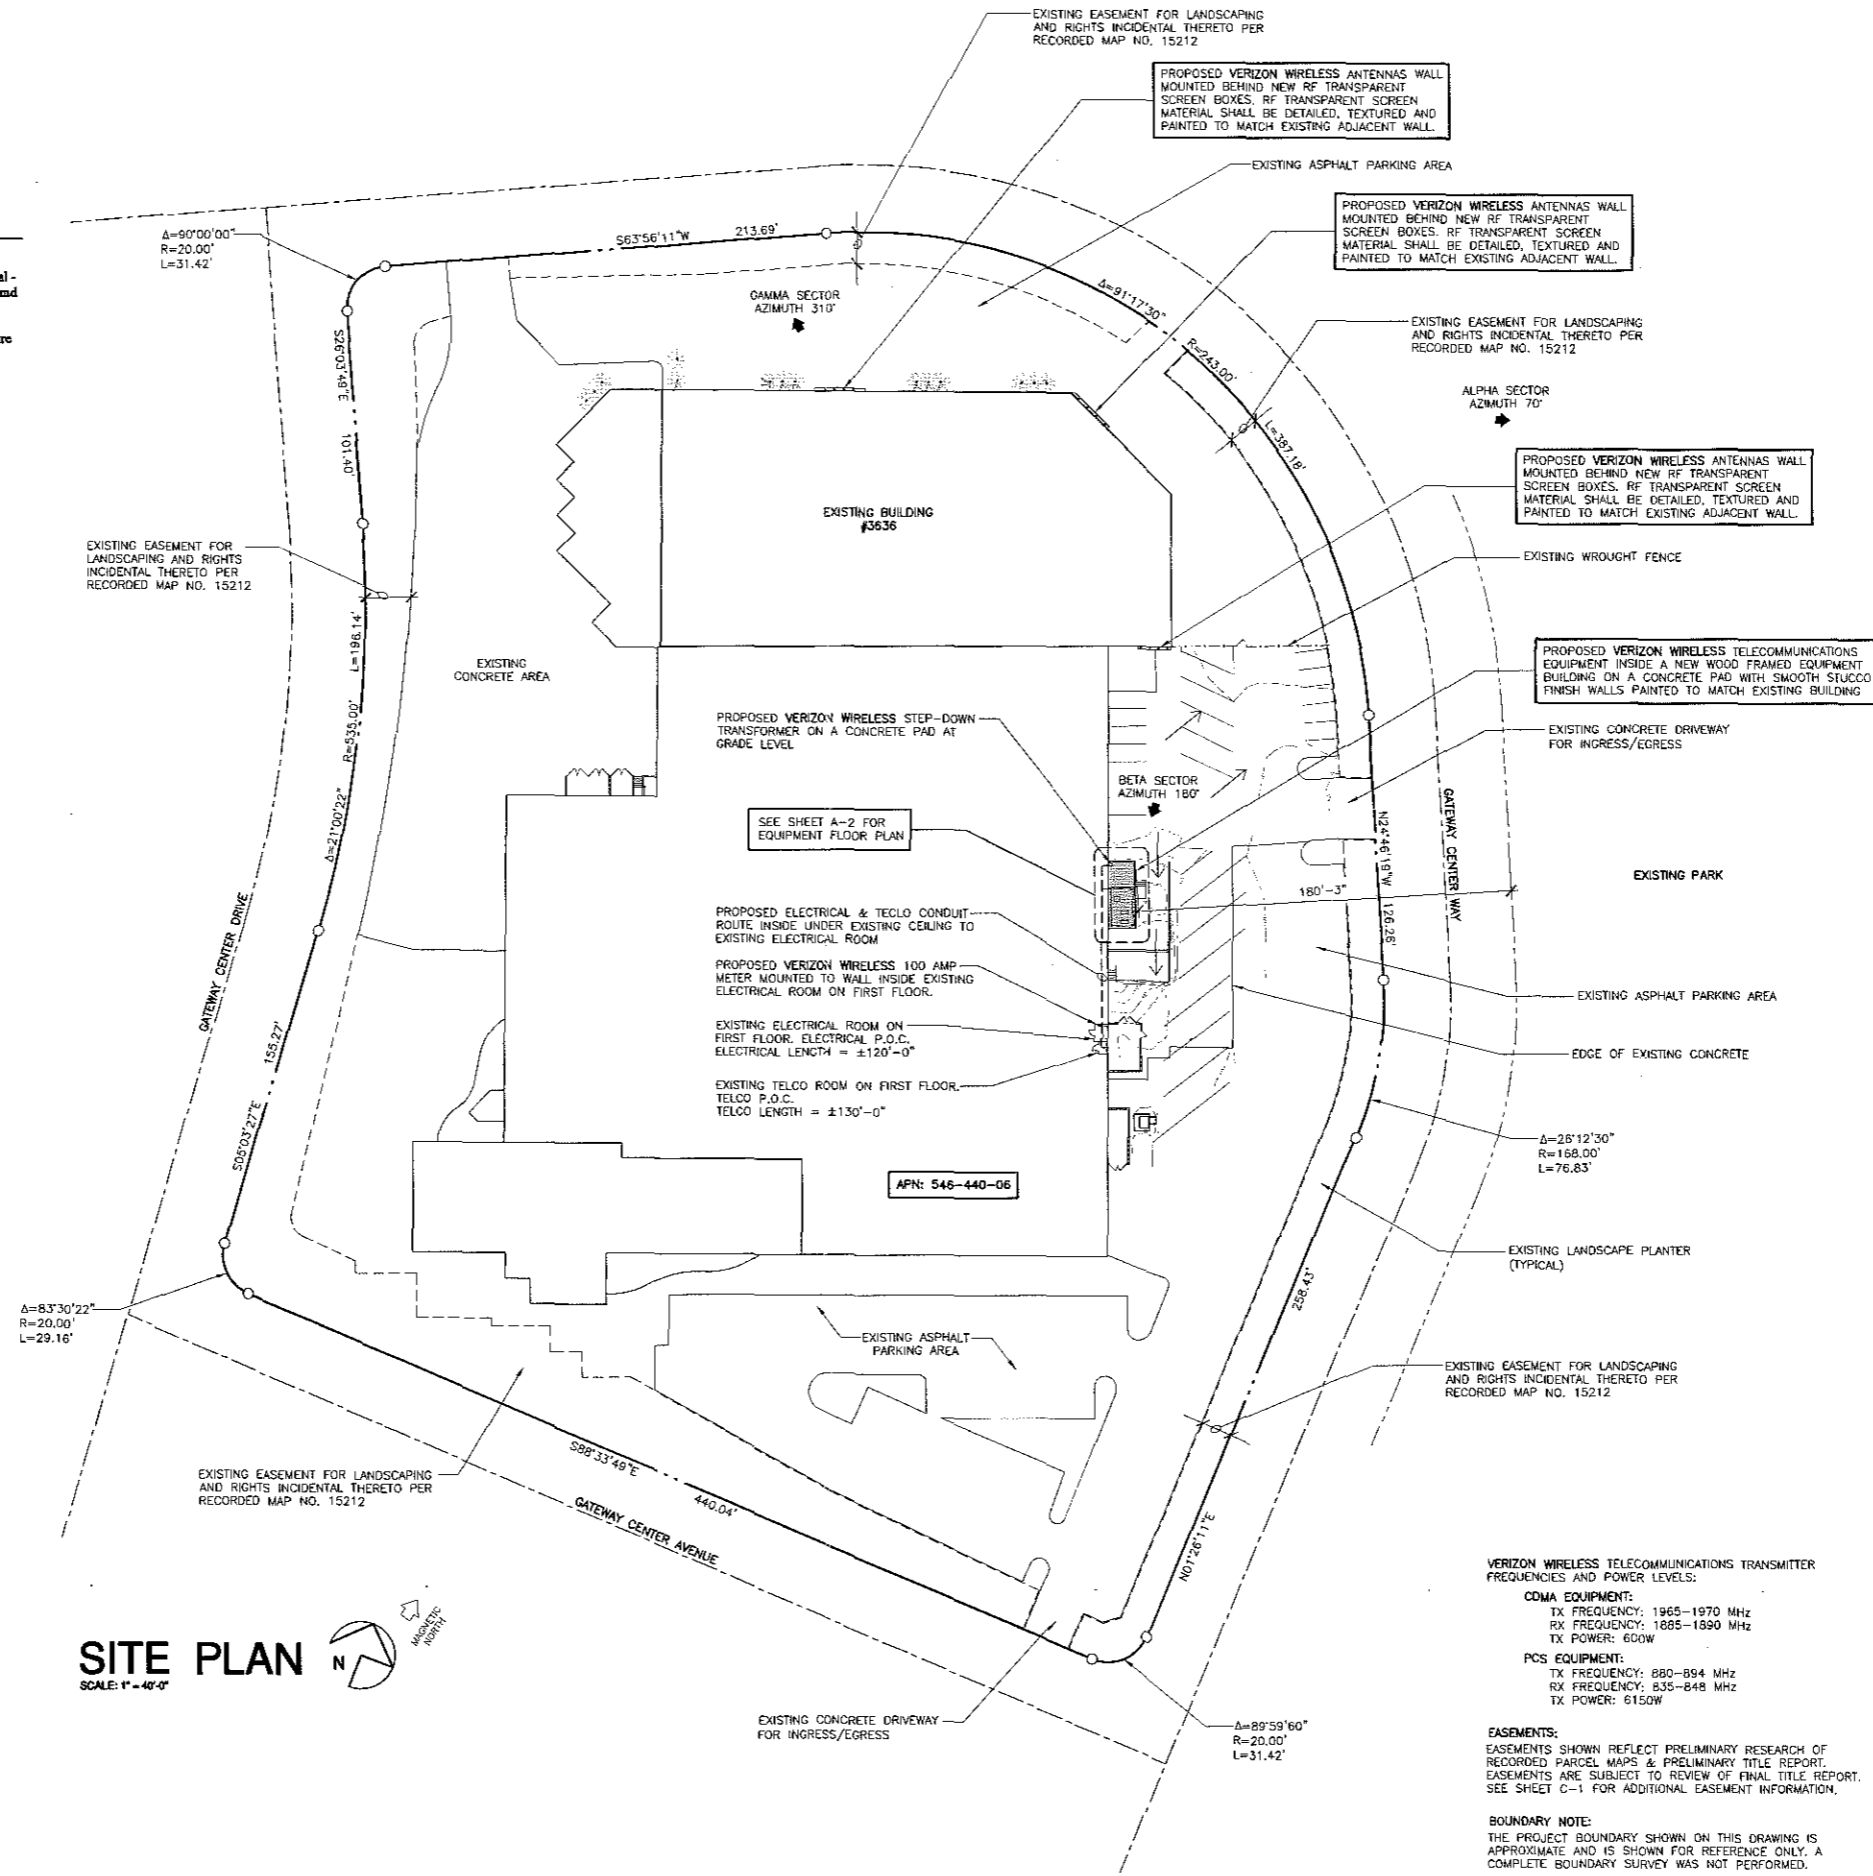 EXISTING EASEMENT FOR LANDSCAPING
AND RIGHTS INCIDENTAL THERETO PER
RECORDED MAP NO. 15212
PROPOSED VERIZON WIRELESS ANTENNAS WALL
MOUNTED BEHIND NEW RF TRANSPARENT
SCREEN BOXES. RF TRANSPARENT SCREEN
MATERIAL SHALL BE DETAILED, TEXTURED AND
PAINTED TO MATCH EXISTING ADJACENT WALL.
EXISTING ASPHALT PARKING AREA
PROPOSED VERIZON WIRELESS ANTENNAS WALL
MOUNTED BEHIND NEW RF TRANSPARENT
SCREEN BOXES. RF TRANSPARENT SCREEN
MATERIAL SHALL BE DETAILED, TEXTURED AND
PAINTED TO MATCH EXISTING ADJACENT WALL.
Δ=90°00'00"
R=20.00'
L=31.42'
S63°56'11"W 213.69'
GAMMA SECTOR
AZIMUTH 310°
Δ=91°17'30"
R=243.00'
L=387.18'
EXISTING EASEMENT FOR LANDSCAPING
AND RIGHTS INCIDENTAL THERETO PER
RECORDED MAP NO. 15212
ALPHA SECTOR
AZIMUTH 70°
S26°03'49"E 101.40'
PROPOSED VERIZON WIRELESS ANTENNAS WALL
MOUNTED BEHIND NEW RF TRANSPARENT
SCREEN BOXES. RF TRANSPARENT SCREEN
MATERIAL SHALL BE DETAILED, TEXTURED AND
PAINTED TO MATCH EXISTING ADJACENT WALL.
EXISTING BUILDING
#3636
EXISTING EASEMENT FOR
LANDSCAPING AND RIGHTS
INCIDENTAL THERETO PER
RECORDED MAP NO. 15212
EXISTING WROUGHT FENCE
Δ=21°00'22" R=535.00' L=196.14'
EXISTING
CONCRETE AREA
PROPOSED VERIZON WIRELESS TELECOMMUNICATIONS
EQUIPMENT INSIDE A NEW WOOD FRAMED EQUIPMENT
BUILDING ON A CONCRETE PAD WITH SMOOTH STUCCO
FINISH WALLS PAINTED TO MATCH EXISTING BUILDING
PROPOSED VERIZON WIRELESS STEP-DOWN
TRANSFORMER ON A CONCRETE PAD AT
GRADE LEVEL
EXISTING CONCRETE DRIVEWAY
FOR INGRESS/EGRESS
BETA SECTOR
AZIMUTH 180°
SEE SHEET A-2 FOR
EQUIPMENT FLOOR PLAN
GATEWAY CENTER WAY
N24°46'19"W 126.26'
180'-3"
EXISTING PARK
GATEWAY CENTER DRIVE
PROPOSED ELECTRICAL & TECLO CONDUIT
ROUTE INSIDE UNDER EXISTING CEILING TO
EXISTING ELECTRICAL ROOM
PROPOSED VERIZON WIRELESS 100 AMP
METER MOUNTED TO WALL INSIDE EXISTING
ELECTRICAL ROOM ON FIRST FLOOR.
EXISTING ASPHALT PARKING AREA
EXISTING ELECTRICAL ROOM ON
FIRST FLOOR. ELECTRICAL P.O.C.
ELECTRICAL LENGTH = ±120'-0"
EDGE OF EXISTING CONCRETE
EXISTING TELCO ROOM ON FIRST FLOOR.
TELCO P.O.C.
TELCO LENGTH = ±130'-0"
S05°03'27"E 155.27'
Δ=26°12'30"
R=168.00'
L=76.83'
APN: 546-440-06
EXISTING LANDSCAPE PLANTER
(TYPICAL)
Δ=83°30'22"
R=20.00'
L=29.16'
N01°26'11"E 258.43'
EXISTING ASPHALT
PARKING AREA
EXISTING EASEMENT FOR LANDSCAPING
AND RIGHTS INCIDENTAL THERETO PER
RECORDED MAP NO. 15212
S88°33'49"E 440.04'
EXISTING EASEMENT FOR LANDSCAPING
AND RIGHTS INCIDENTAL THERETO PER
RECORDED MAP NO. 15212
GATEWAY CENTER AVENUE
SITE PLAN
SCALE: 1" = 40'-0"
N
MAGNETIC
NORTH
EXISTING CONCRETE DRIVEWAY
FOR INGRESS/EGRESS
Δ=89°59'60"
R=20.00'
L=31.42'
VERIZON WIRELESS TELECOMMUNICATIONS TRANSMITTER
FREQUENCIES AND POWER LEVELS:
CDMA EQUIPMENT:
TX FREQUENCY: 1965-1970 MHz
RX FREQUENCY: 1885-1890 MHz
TX POWER: 600W
PCS EQUIPMENT:
TX FREQUENCY: 880-894 MHz
RX FREQUENCY: 835-848 MHz
TX POWER: 6150W
EASEMENTS:
EASEMENTS SHOWN REFLECT PRELIMINARY RESEARCH OF
RECORDED PARCEL MAPS & PRELIMINARY TITLE REPORT.
EASEMENTS ARE SUBJECT TO REVIEW OF FINAL TITLE REPORT.
SEE SHEET C-1 FOR ADDITIONAL EASEMENT INFORMATION.
BOUNDARY NOTE:
THE PROJECT BOUNDARY SHOWN ON THIS DRAWING IS
APPROXIMATE AND IS SHOWN FOR REFERENCE ONLY. A
COMPLETE BOUNDARY SURVEY WAS NOT PERFORMED.